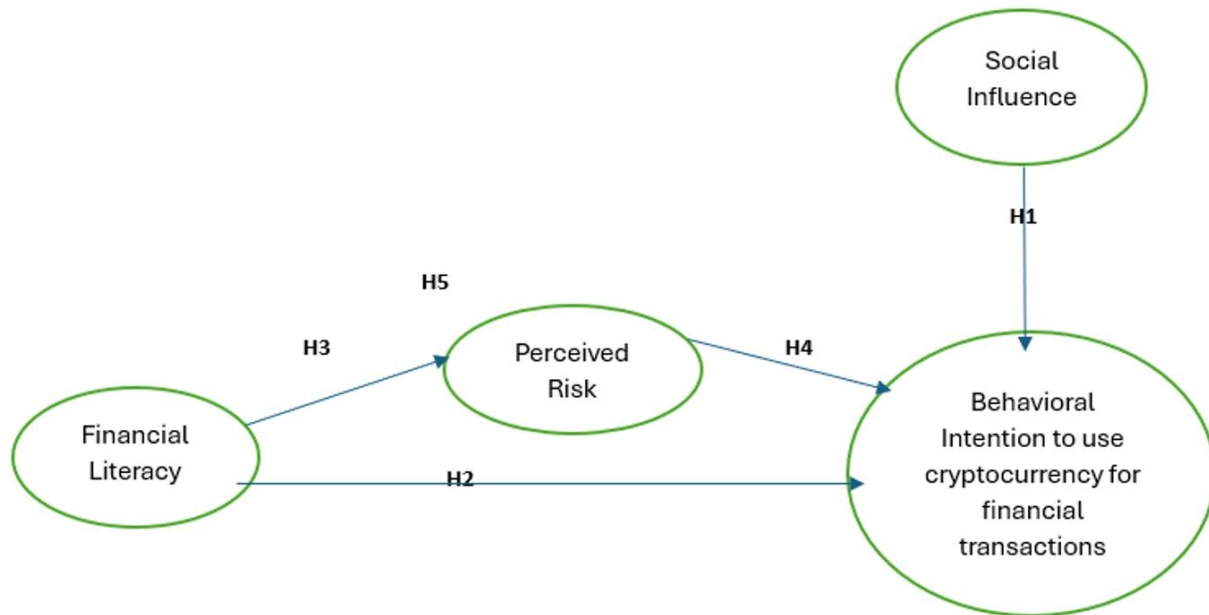 Social
Influence
H1
H5
H3
Perceived
Risk
H4
Financial
Literacy
H2
Behavioral
Intention to use
cryptocurrency for
financial
transactions